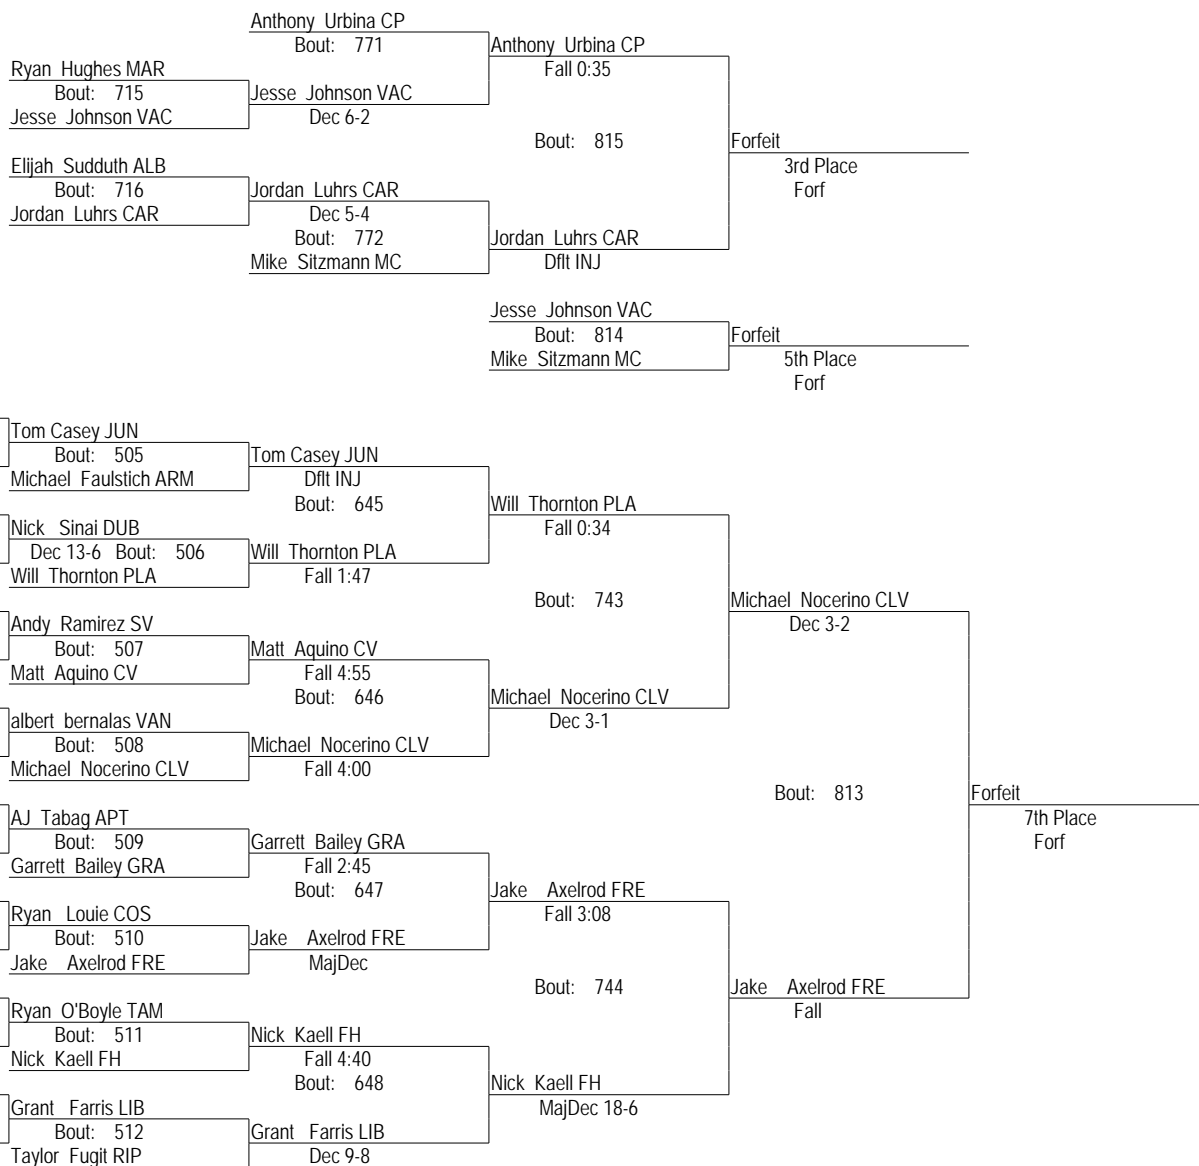 Anthony Urbina CP
Bout: 771
Anthony Urbina CP
Ryan Hughes MAR
Fall 0:35
Bout: 715
Jesse Johnson VAC
Jesse Johnson VAC
Dec 6-2
Bout: 815
Forfeit
Elijah Sudduth ALB
3rd Place
Bout: 716
Jordan Luhrs CAR
Forf
Jordan Luhrs CAR
Dec 5-4
Bout: 772
Jordan Luhrs CAR
Mike Sitzmann MC
Dflt INJ
Jesse Johnson VAC
Bout: 814
Forfeit
Mike Sitzmann MC
5th Place
Forf
Tom Casey JUN
Bout: 505
Tom Casey JUN
Michael Faulstich ARM
Dflt INJ
Bout: 645
Will Thornton PLA
Nick Sinai DUB
Fall 0:34
Dec 13-6 Bout: 506
Will Thornton PLA
Will Thornton PLA
Fall 1:47
Bout: 743
Michael Nocerino CLV
Andy Ramirez SV
Dec 3-2
Bout: 507
Matt Aquino CV
Matt Aquino CV
Fall 4:55
Bout: 646
Michael Nocerino CLV
albert bernalas VAN
Dec 3-1
Bout: 508
Michael Nocerino CLV
Michael Nocerino CLV
Fall 4:00
Bout: 813
Forfeit
AJ Tabag APT
7th Place
Bout: 509
Garrett Bailey GRA
Forf
Garrett Bailey GRA
Fall 2:45
Bout: 647
Jake Axelrod FRE
Ryan Louie COS
Fall 3:08
Bout: 510
Jake Axelrod FRE
Jake Axelrod FRE
MajDec
Bout: 744
Jake Axelrod FRE
Ryan O'Boyle TAM
Fall
Bout: 511
Nick Kaell FH
Nick Kaell FH
Fall 4:40
Bout: 648
Nick Kaell FH
Grant Farris LIB
MajDec 18-6
Bout: 512
Grant Farris LIB
Taylor Fugit RIP
Dec 9-8